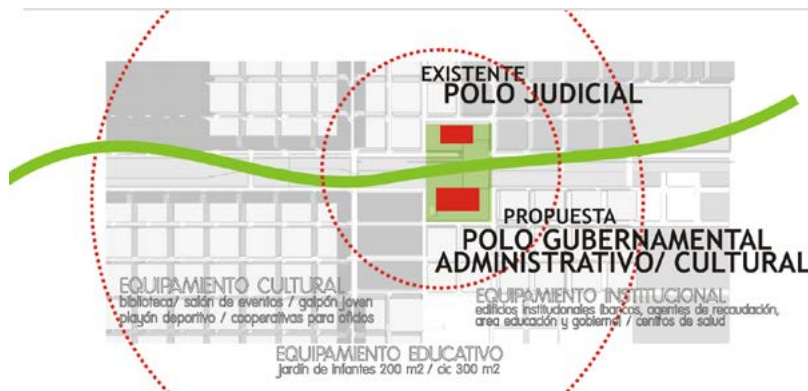 EXISTENTE
POLO JUDICIAL
PROPUESTA
POLO GUBERNAMENTAL
ADMINISTRATIVO/ CULTURAL
EQUIPAMIENTO CULTURAL
biblioteca/ salón de eventos / galpón joven
playón deportivo / cooperativas para oficios
EQUIPAMIENTO INSTITUCIONAL
edificios institucionales (bancos, agentes de recaudación,
area educación y gobierno) / centros de salud
EQUIPAMIENTO EDUCATIVO
jardín de infantes 200 m2 / cic 300 m2